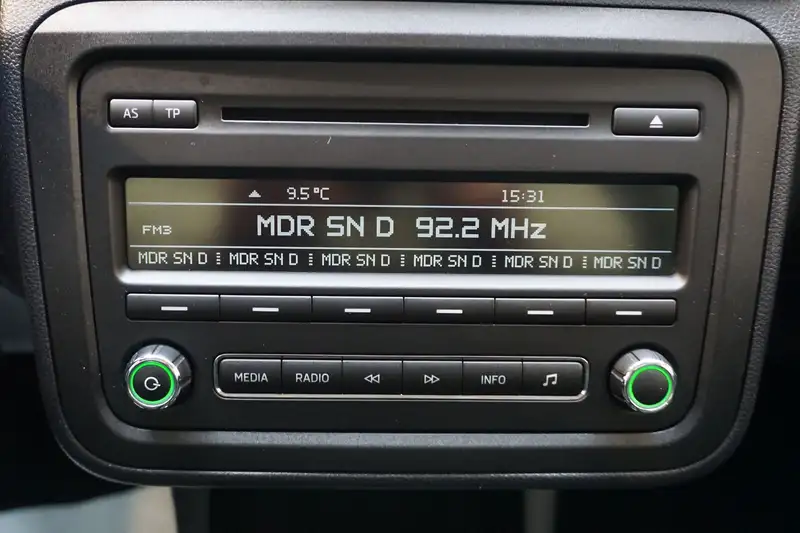 AS TP
9.5°C 15:31
FM3 MDR SN D 92.2 MHz
MDR SN D MDR SN D MDR SN D MDR SN D MDR SN D MDR SN D
MEDIA RADIO INFO